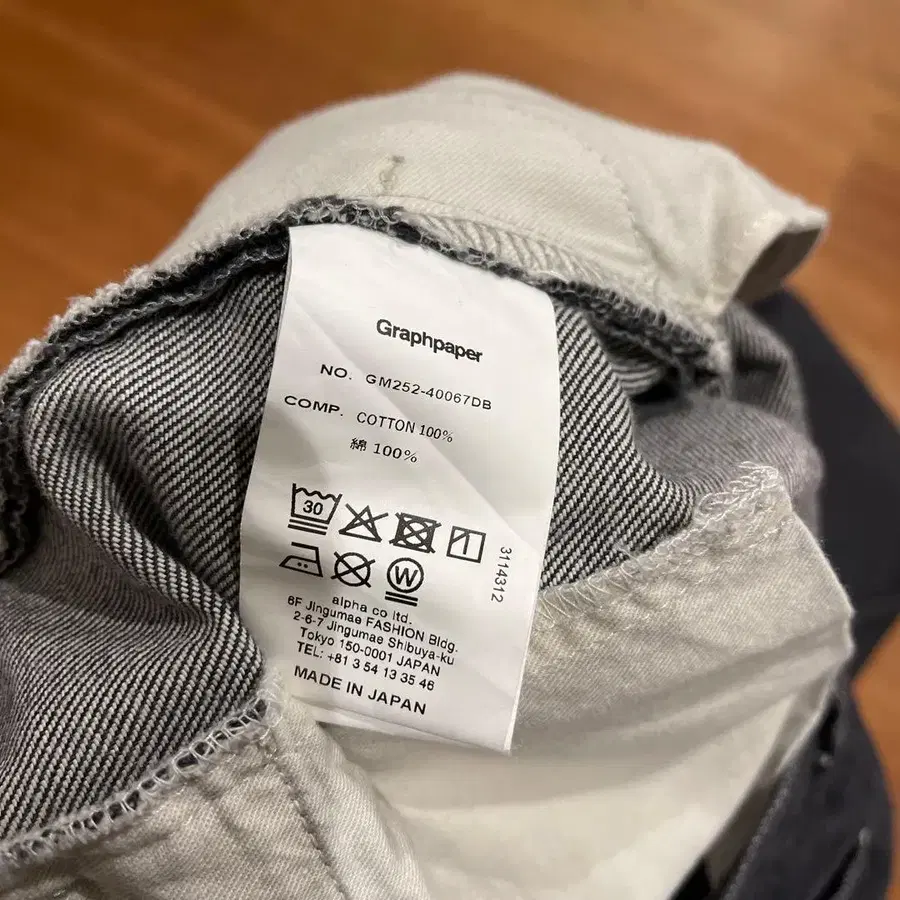 Graphpaper
NO. GM252-40067DB
COMP. COTTON 100%
綿 100%
30
W
3114312
alpha co ltd.
6F Jingumae FASHION Bldg.
2-6-7 Jingumae Shibuya-ku
Tokyo 150-0001 JAPAN
TEL: +81 3 54 13 35 46
MADE IN JAPAN